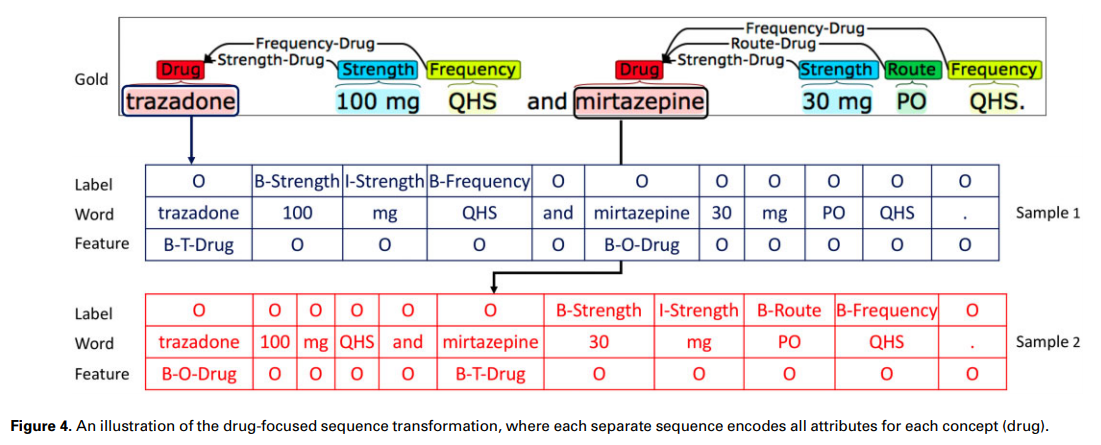 Frequency-Drug
Frequency-Drug Route-Drug
Drug Strength-Drug Strength Frequency Drug Strength-Drug Strength Route Frequency
Gold
trazadone 100 mg QHS and mirtazepine 30 mg PO QHS.
Label O B-Strength I-Strength B-Frequency O O O O O O O
Word trazadone 100 mg QHS and mirtazepine 30 mg PO QHS . Sample 1
Feature B-T-Drug O O O O B-O-Drug O O O O O
Label O O O O O O B-Strength I-Strength B-Route B-Frequency O
Word trazadone 100 mg QHS and mirtazepine 30 mg PO QHS . Sample 2
Feature B-O-Drug O O O O B-T-Drug O O O O O
Figure 4. An illustration of the drug-focused sequence transformation, where each separate sequence encodes all attributes for each concept (drug).